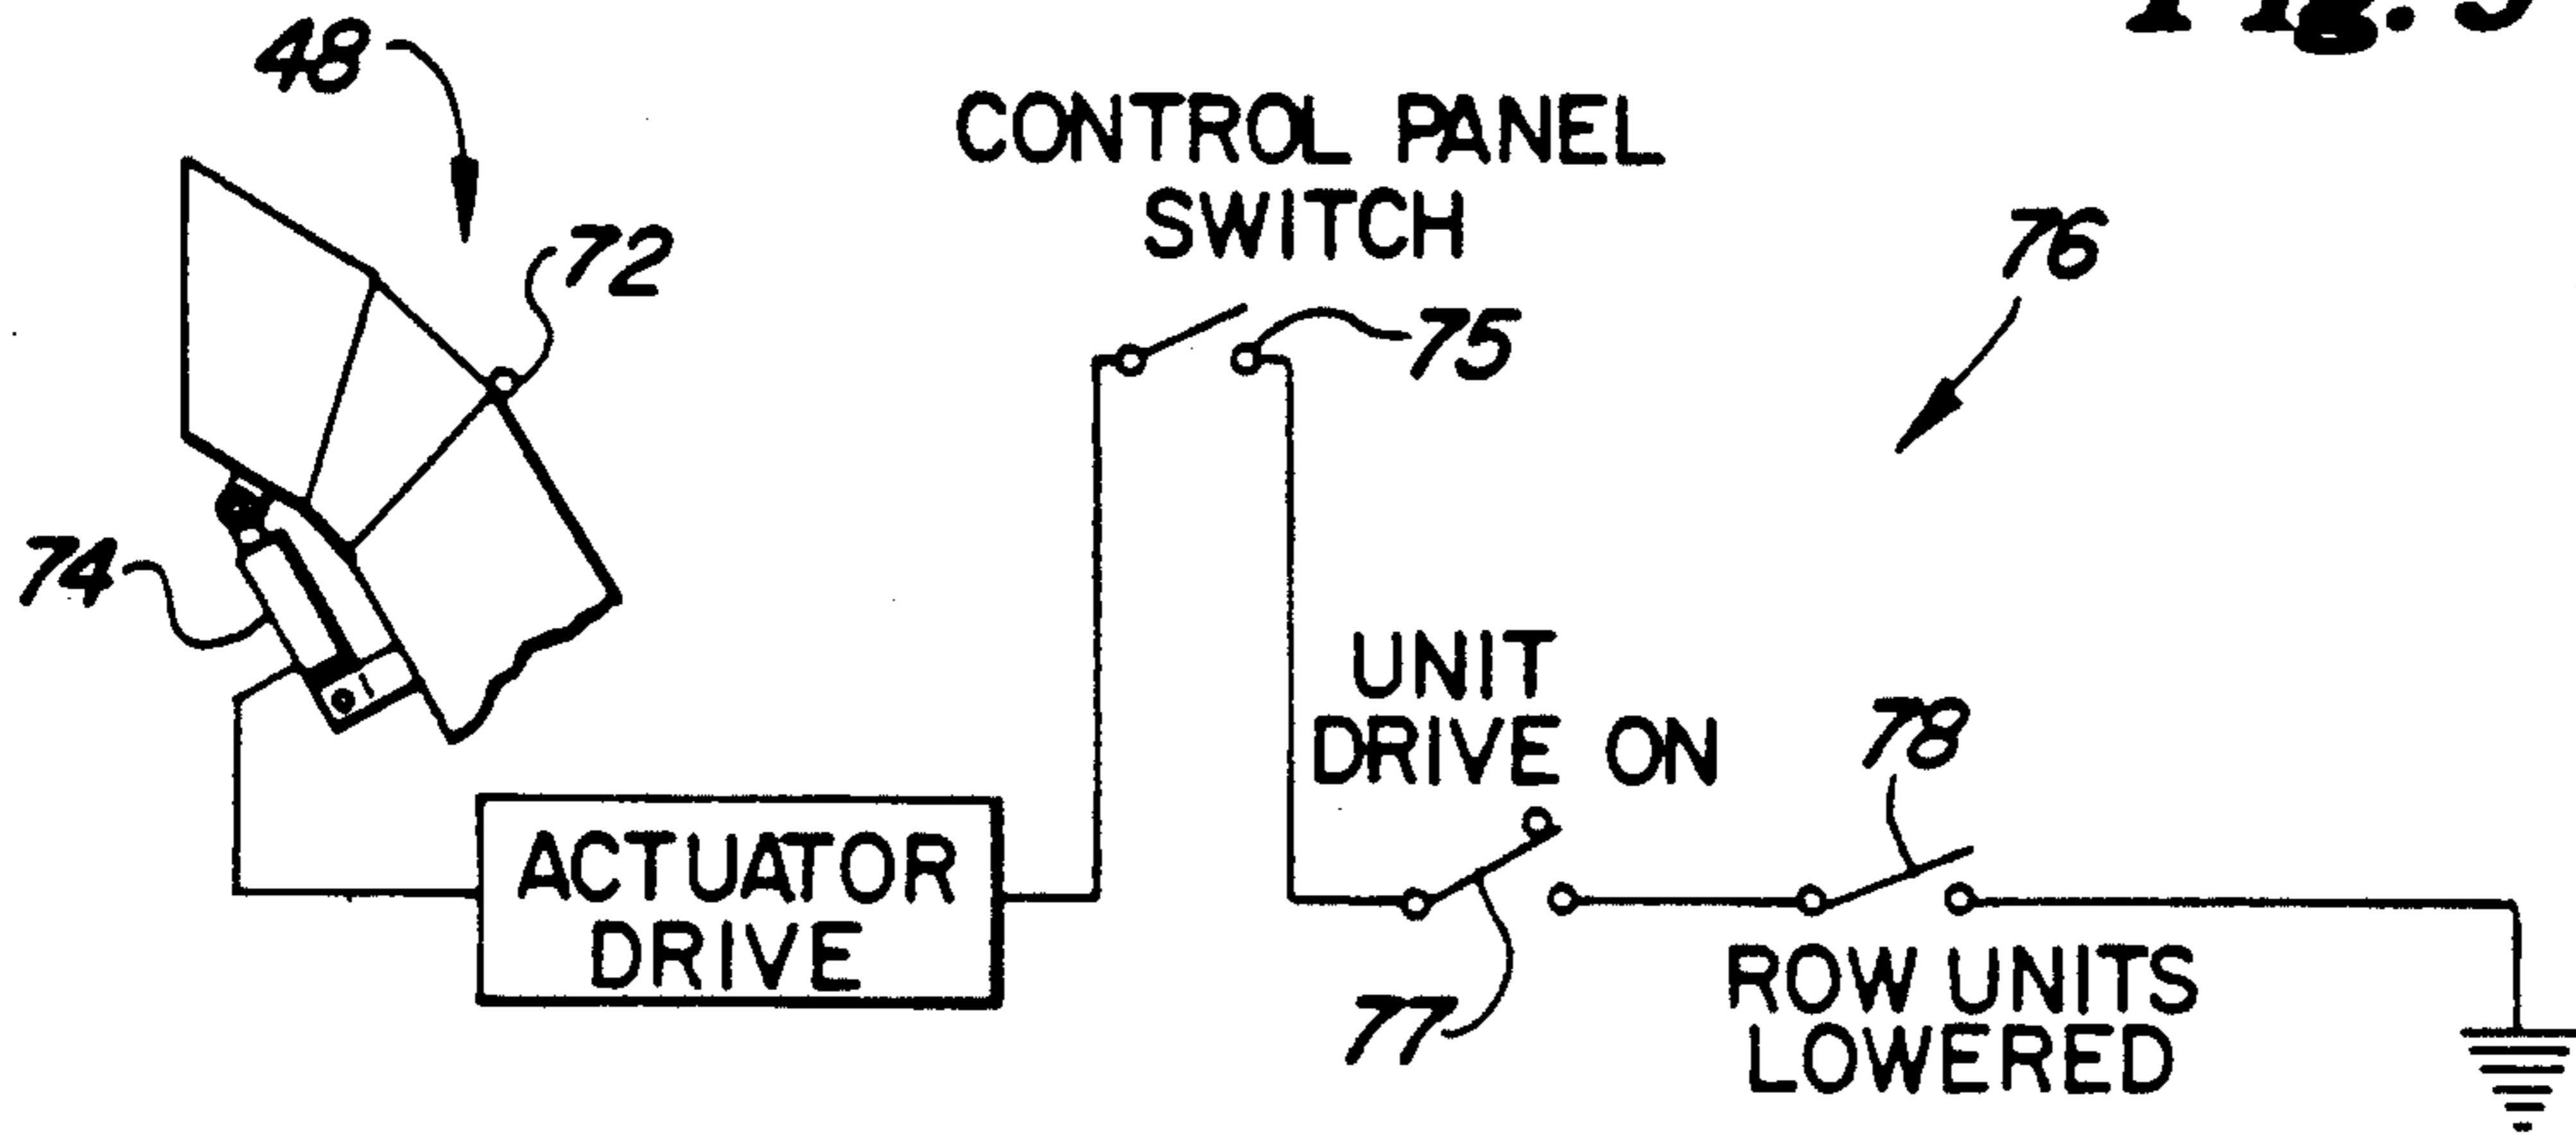 48
CONTROL PANEL
SWITCH
72
76
75
74
UNIT
DRIVE ON
78
ACTUATOR
DRIVE
77
ROW UNITS
LOWERED